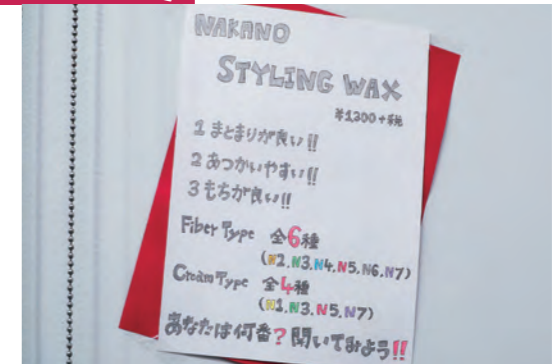 NAKANO
STYLING WAX
¥1,300+税
1 まとまりが良い!!
2 あつかいやすい!!
3 もちが良い!!
Fiber Type 全6種
(N2.N3.N4.N5.N6.N7)
Cream Type 全4種
(N1.N3.N5.N7)
あなたは何番?聞いてみよう!!